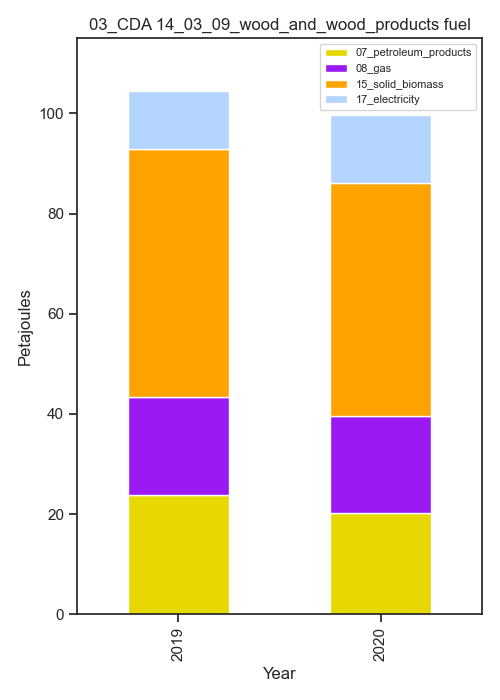 03_CDA 14_03_09_wood_and_wood_products fuel
07_petroleum_products
08_gas
15_solid_biomass
17_electricity
100
80
60
40
20
0
Petajoules
2019
2020
Year